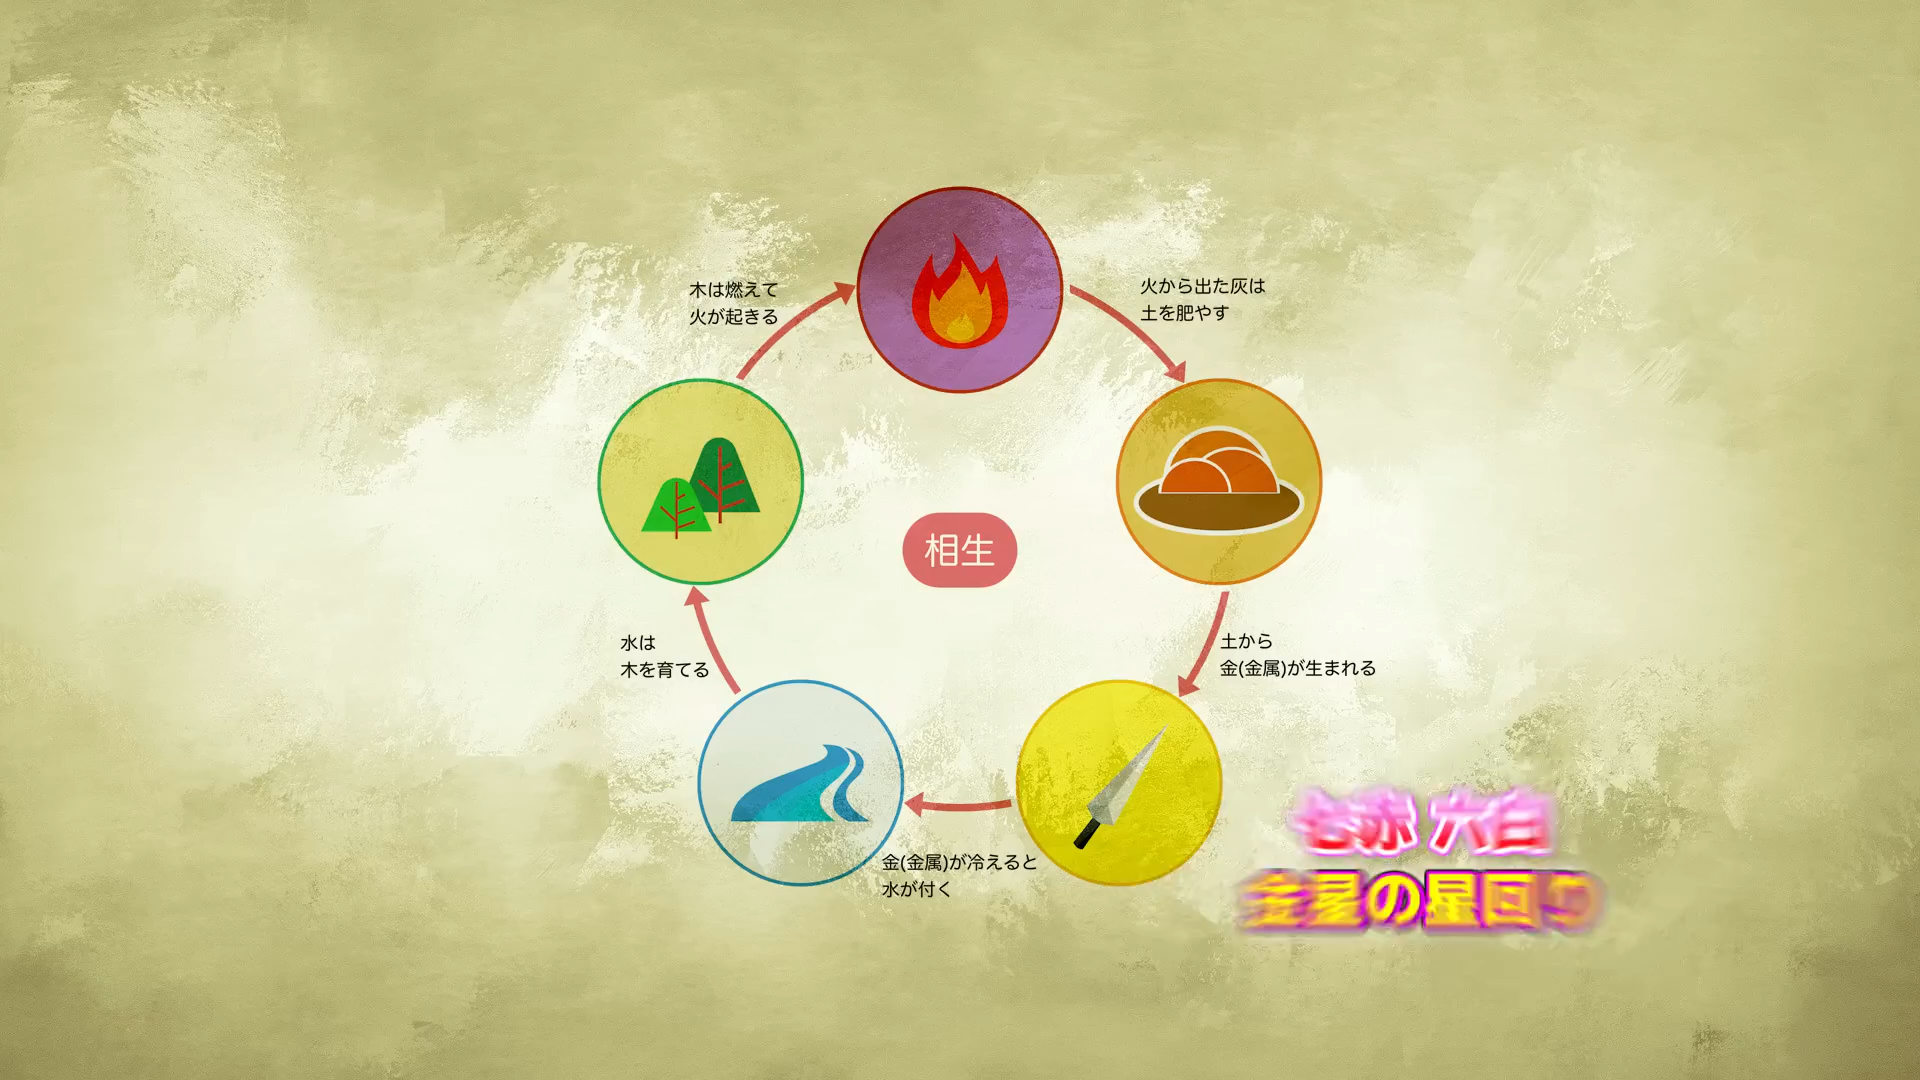 木は燃えて
火が起きる
火から出た灰は
土を肥やす
相生
水は
木を育てる
土から
金(金属)が生まれる
金(金属)が冷えると
水が付く
七赤 六白
金星の星回り